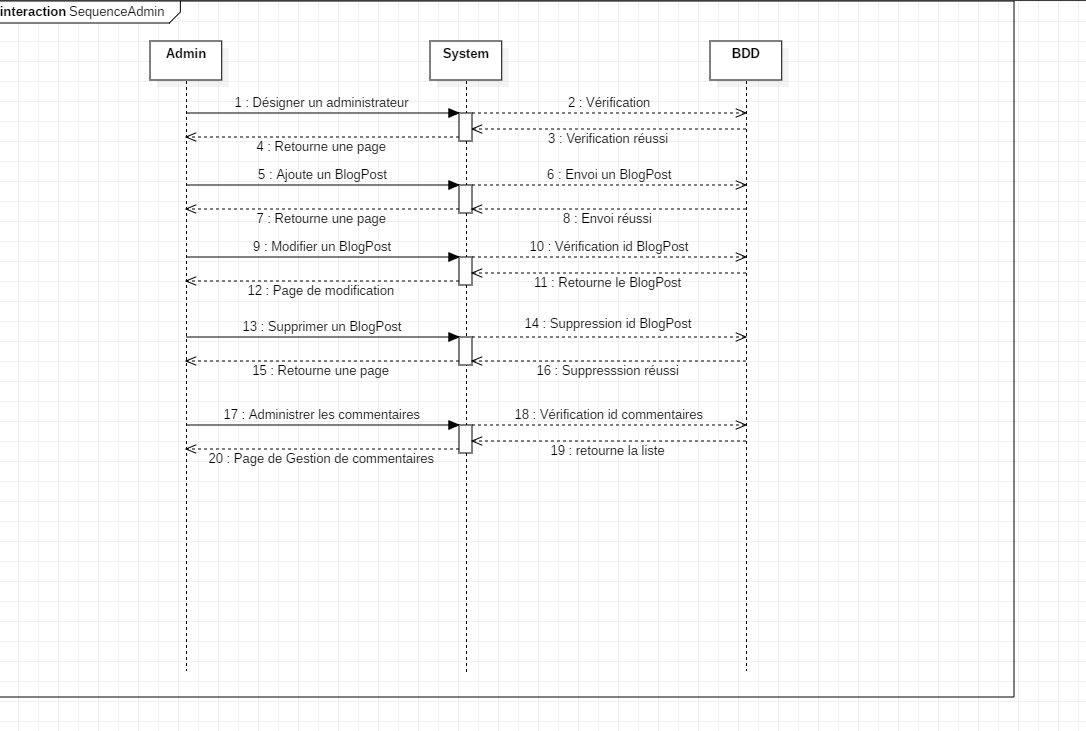 interaction SequenceAdmin
Admin
System
BDD
1 : Désigner un administrateur
2 : Vérification
3 : Verification réussi
4 : Retourne une page
5 : Ajoute un BlogPost
6 : Envoi un BlogPost
7 : Retourne une page
8 : Envoi réussi
9 : Modifier un BlogPost
10 : Vérification id BlogPost
11 : Retourne le BlogPost
12 : Page de modification
13 : Supprimer un BlogPost
14 : Suppression id BlogPost
15 : Retourne une page
16 : Suppresssion réussi
17 : Administrer les commentaires
18 : Vérification id commentaires
19 : retourne la liste
20 : Page de Gestion de commentaires